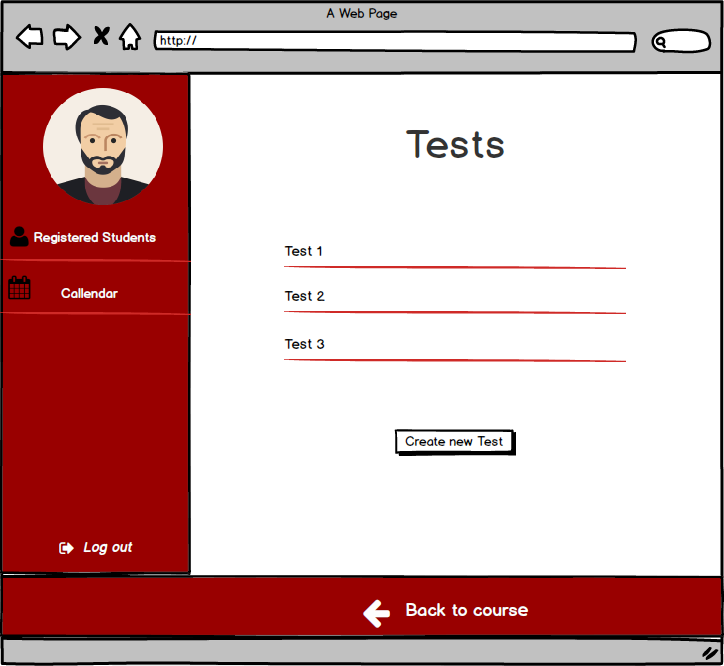 A Web Page
http://
Tests
Registered Students
Callendar
Test 1
Test 2
Test 3
Create new Test
Log out
Back to course